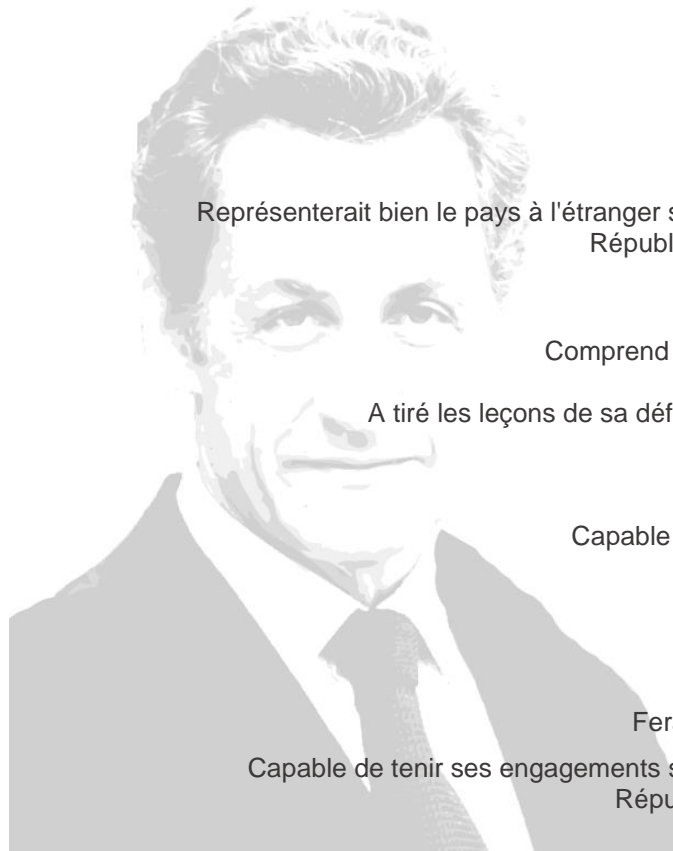 Représenterait bien le pays à l'étranger s
Républ
Comprend
A tiré les leçons de sa déf
Capable
Fera
Capable de tenir ses engagements s
Répu